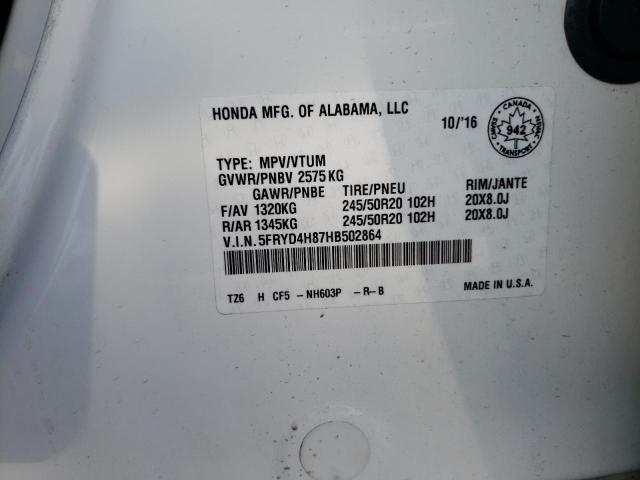 HONDA MFG. OF ALABAMA, LLC
10/'16
CANADA
942
TRANSPORT
TYPE: MPV/VTUM
GVWR/PNBV 2575 KG
GAWR/PNBE TIRE/PNEU RIM/JANTE
F/AV 1320KG 245/50R20 102H 20X8.0J
R/AR 1345KG 245/50R20 102H 20X8.0J
V.I.N.5FRYD4H87HB502864
TZ6 H CF5 -NH603P -R-B
MADE IN U.S.A.